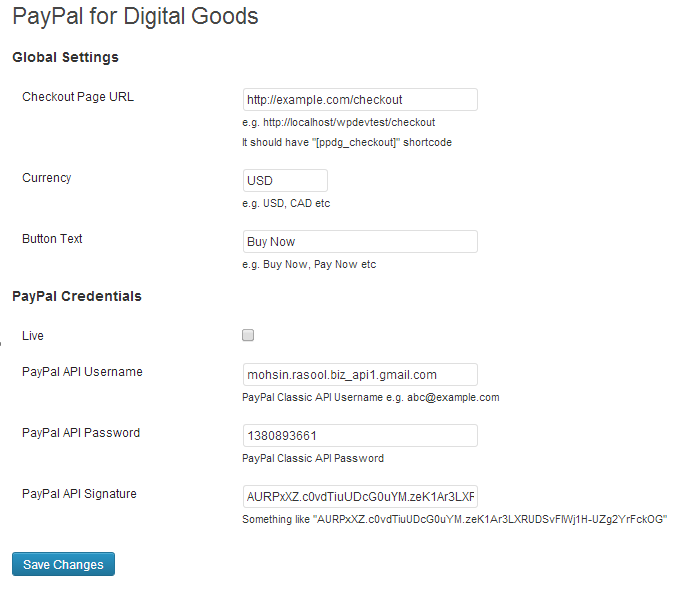 PayPal for Digital Goods
Global Settings
Checkout Page URL
http://example.com/checkout
e.g. http://localhost/wpdevtest/checkout
It should have "[ppdg_checkout]" shortcode
Currency
USD
e.g. USD, CAD etc
Button Text
Buy Now
e.g. Buy Now, Pay Now etc
PayPal Credentials
Live
PayPal API Username
mohsin.rasool.biz_api1.gmail.com
PayPal Classic API Username e.g. abc@example.com
PayPal API Password
1380893661
PayPal Classic API Password
PayPal API Signature
AURPxXZ.c0vdTiuUDcG0uYM.zeK1Ar3LXF
Something like "AURPxXZ.c0vdTiuUDcG0uYM.zeK1Ar3LXRUDSvFlWj1H-UZg2YrFckOG"
Save Changes